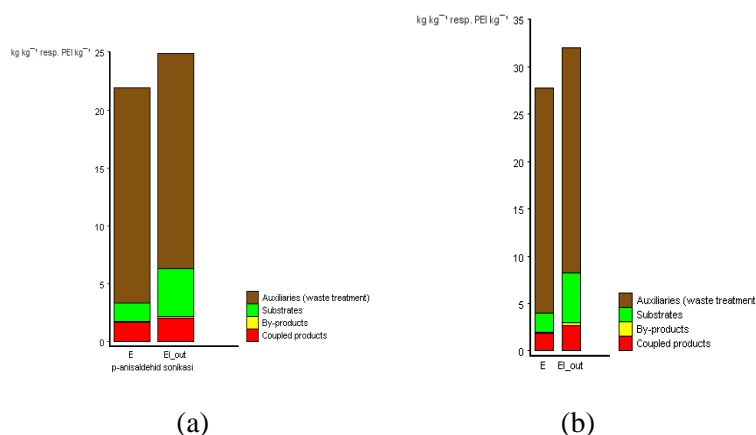 kg kg⁻¹ resp. PEI kg⁻¹
25
20
15
10
5
0
E EI_out
p-anisaldehid sonikasi
Auxiliaries (waste treatment)
Substrates
By-products
Coupled products
(a)
kg kg⁻¹ resp. PEI kg⁻¹
35
30
25
20
15
10
5
0
E EI_out
Auxiliaries (waste treatment
Substrates
By-products
Coupled products
(b)